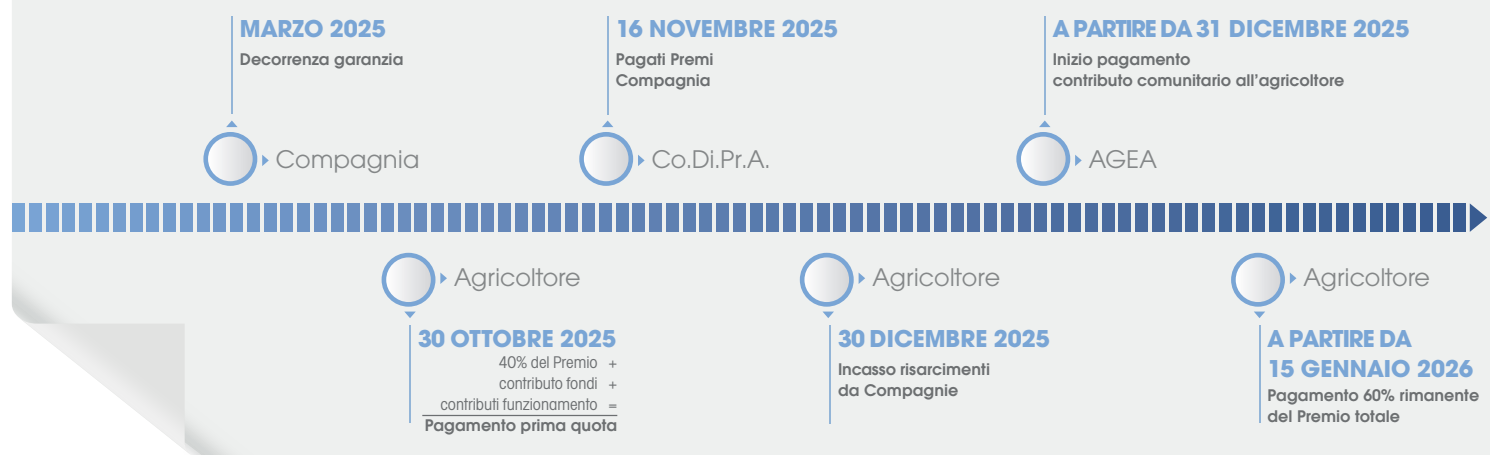 MARZO 2025
Decorrenza garanzia
Compagnia
16 NOVEMBRE 2025
Pagati Premi
Compagnia
Co.Di.Pr.A.
A PARTIRE DA 31 DICEMBRE 2025
Inizio pagamento
contributo comunitario all'agricoltore
AGEA
Agricoltore
30 OTTOBRE 2025
40% del Premio +
contributo fondi +
contributi funzionamento =
Pagamento prima quota
Agricoltore
30 DICEMBRE 2025
Incasso risarcimenti
da Compagnie
Agricoltore
A PARTIRE DA
15 GENNAIO 2026
Pagamento 60% rimanente
del Premio totale